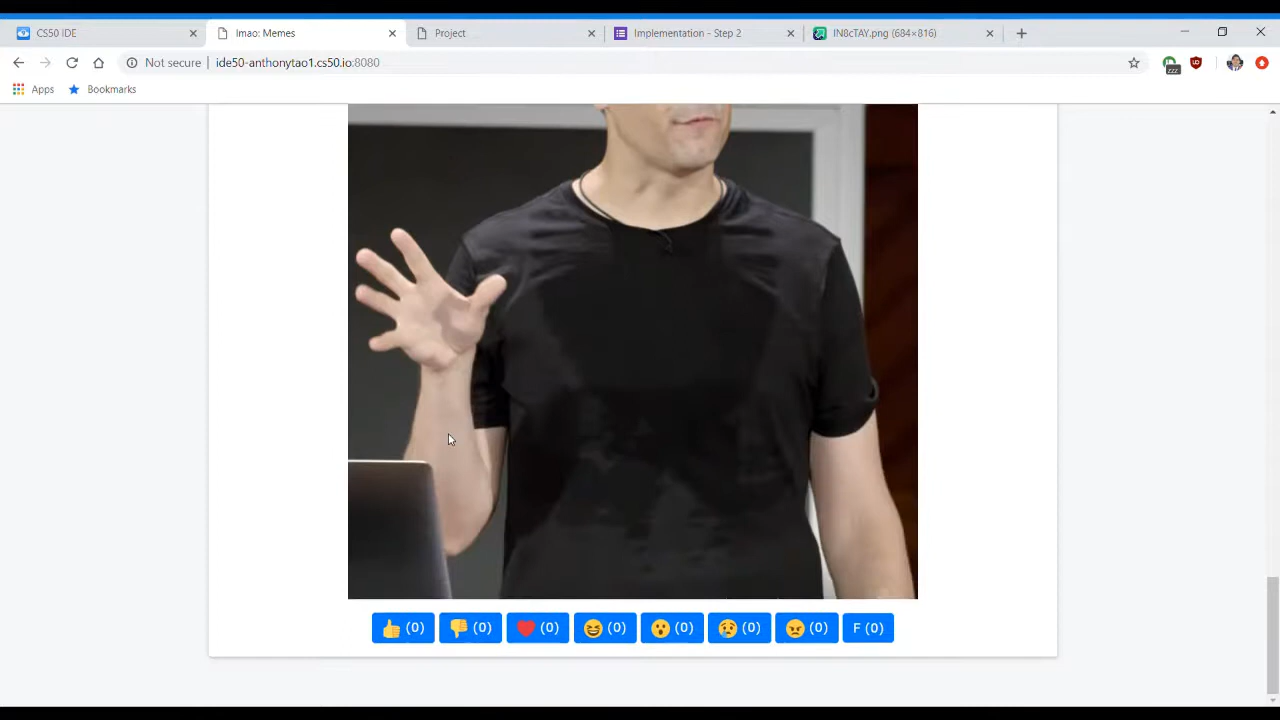 CS50 IDE
lmao: Memes
Project
Implementation - Step 2
IN8cTAY.png (684×816)
Not secure
ide50-anthonytao1.cs50.io:8080
zzz
Apps
Bookmarks
(0)
(0)
(0)
(0)
(0)
(0)
(0)
F (0)